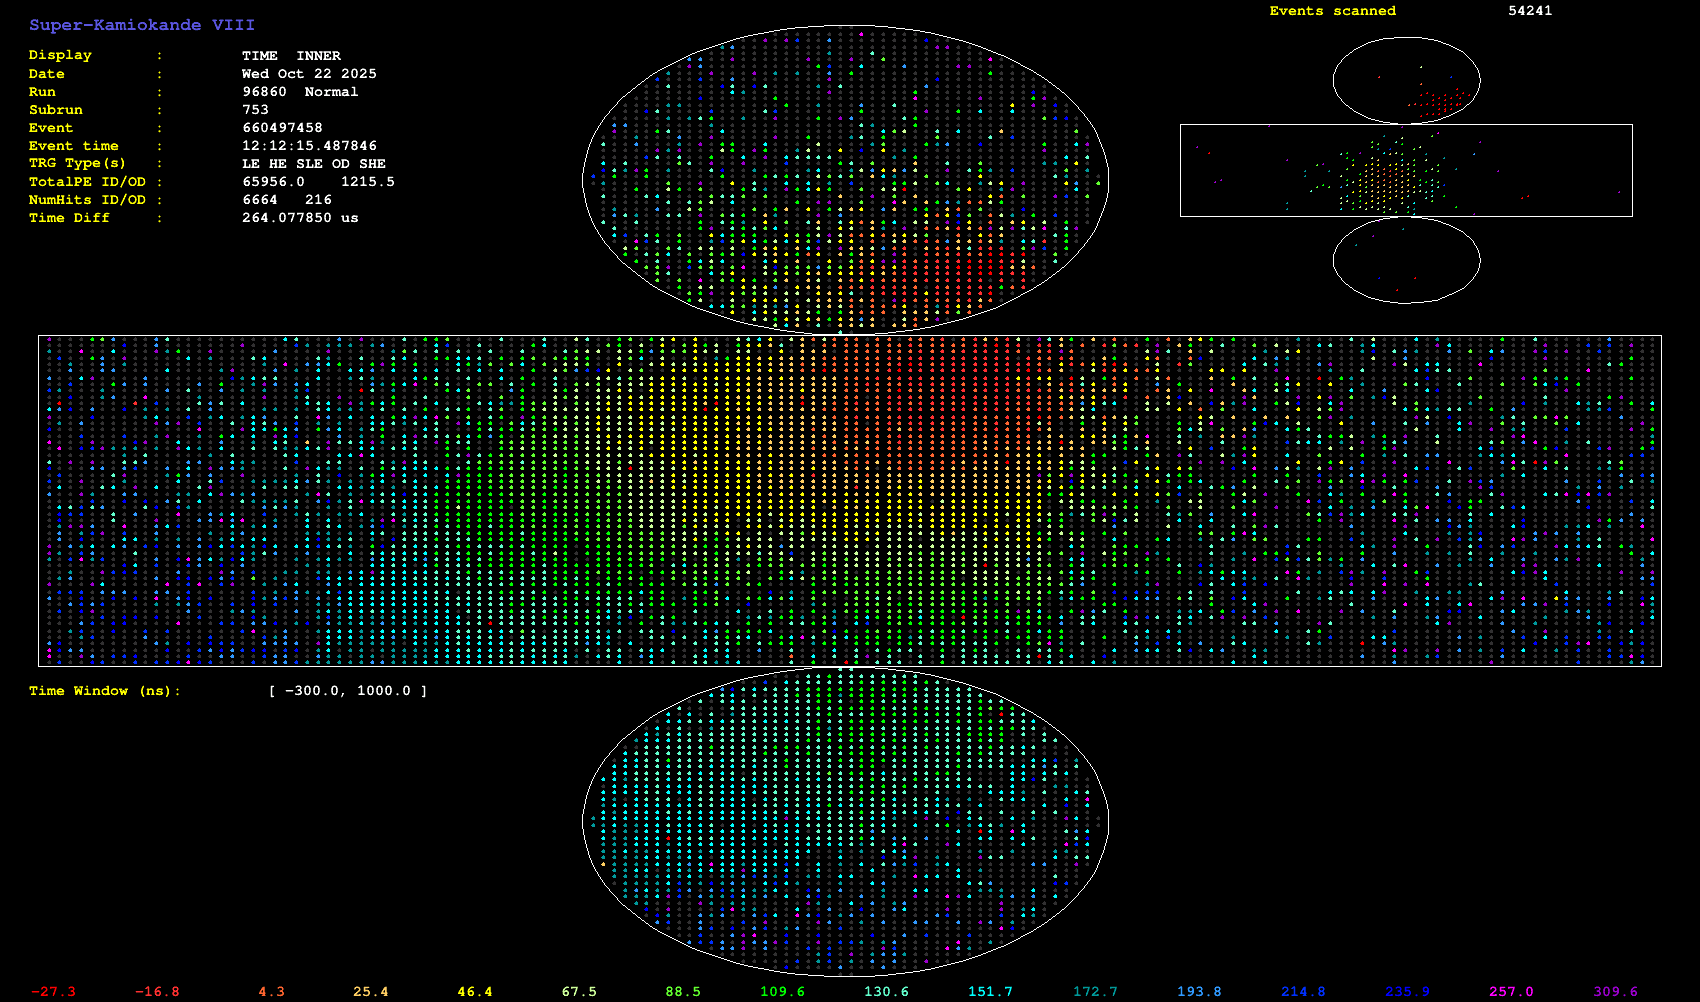 Super-Kamiokande VIII
Events scanned 54241
Display : TIME INNER
Date : Wed Oct 22 2025
Run : 96860 Normal
Subrun : 753
Event : 660497458
Event time : 12:12:15.487846
TRG Type(s) : LE HE SLE OD SHE
TotalPE ID/OD : 65956.0 1215.5
NumHits ID/OD : 6664 216
Time Diff : 264.077850 us
Time Window (ns): [ -300.0, 1000.0 ]
-27.3 -16.8 4.3 25.4 46.4 67.5 88.5 109.6 130.6 151.7 172.7 193.8 214.8 235.9 257.0 309.6